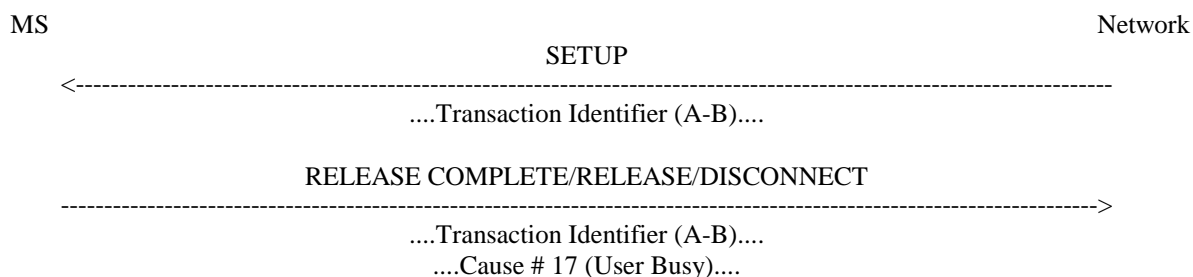 MS Network
SETUP
<------------------------------------------------------------------------------------------------------------------------
....Transaction Identifier (A-B)....
RELEASE COMPLETE/RELEASE/DISCONNECT
------------------------------------------------------------------------------------------------------------------------>
....Transaction Identifier (A-B)....
....Cause # 17 (User Busy)....